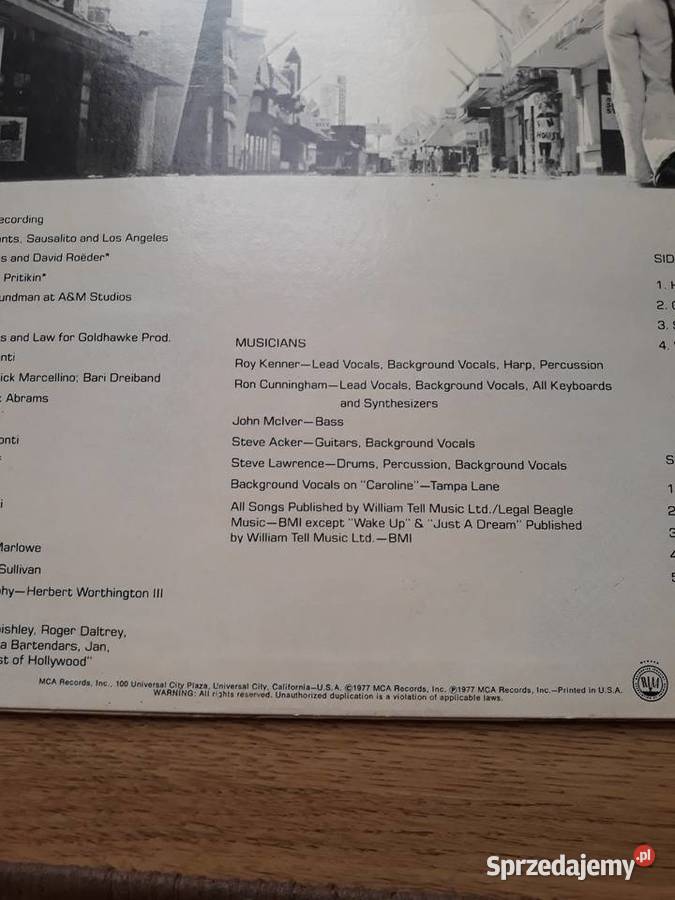 ecording
nts, Sausalito and Los Angeles
s and David Roeder*
Pritikin*
undman at A&M Studios
s and Law for Goldhawke Prod.
nti
ick Marcellino; Bari Dreiband
Abrams
onti
i
Marlowe
Sullivan
hy—Herbert Worthington III
ishley, Roger Daltrey,
a Bartendars, Jan,
st of Hollywood"
MUSICIANS
Roy Kenner—Lead Vocals, Background Vocals, Harp, Percussion
Ron Cunningham—Lead Vocals, Background Vocals, All Keyboards
and Synthesizers
John McIver—Bass
Steve Acker—Guitars, Background Vocals
Steve Lawrence—Drums, Percussion, Background Vocals
Background Vocals on "Caroline"—Tampa Lane
All Songs Published by William Tell Music Ltd./Legal Beagle
Music—BMI except "Wake Up" & "Just A Dream" Published
by William Tell Music Ltd.—BMI
SID
1. H
2.
3. S
4.
S
1
2
3
4
5
MCA Records, Inc., 100 Universal City Plaza, Universal City, California—U.S.A. ©1977 MCA Records, Inc. ℗1977 MCA Records, Inc.—Printed in U.S.A.
WARNING: All rights reserved. Unauthorized duplication is a violation of applicable laws.
Sprzedajemy.pl